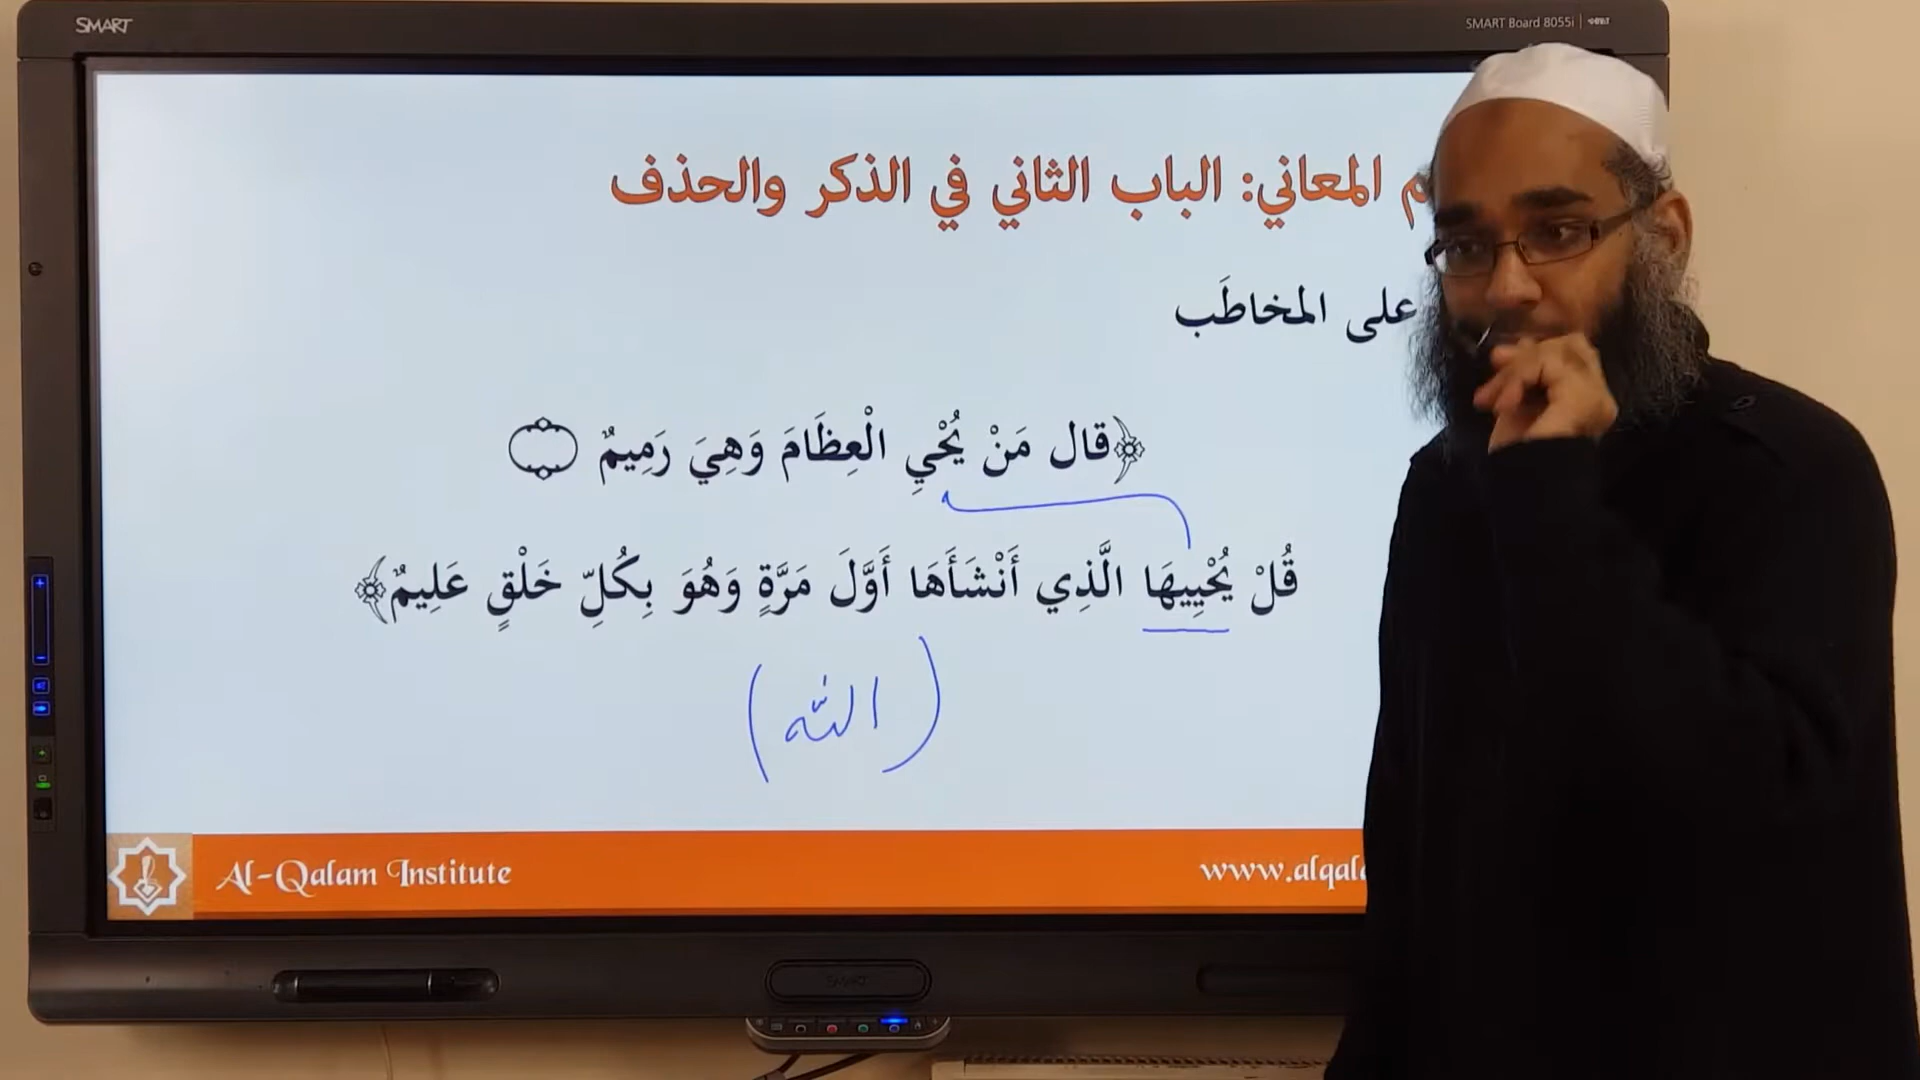 SMART
SMART Board 8055i
المعاني: الباب الثاني في الذكر والحذف
على المخاطَب
﴿قال مَنْ يُحْيِ الْعِظَامَ وَهِيَ رَمِيمٌ ۝
قُلْ يُحْيِيهَا الَّذِي أَنْشَأَهَا أَوَّلَ مَرَّةٍ وَهُوَ بِكُلِّ خَلْقٍ عَلِيمٌ﴾
(الله)
Al-Qalam Institute
www.alqala
SMART